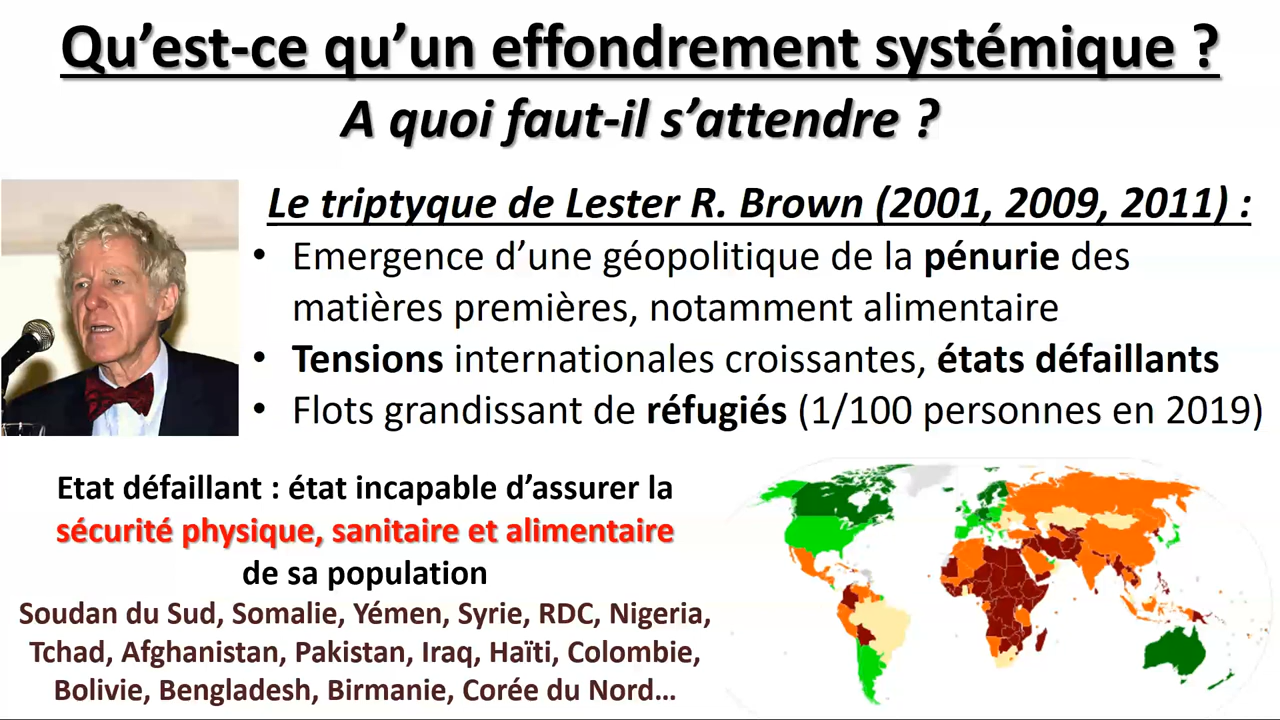 Qu’est-ce qu’un effondrement systémique ?
A quoi faut-il s’attendre ?
Le triptyque de Lester R. Brown (2001, 2009, 2011) :
• Emergence d’une géopolitique de la pénurie des
matières premières, notamment alimentaire
• Tensions internationales croissantes, états défaillants
• Flots grandissant de réfugiés (1/100 personnes en 2019)
Etat défaillant : état incapable d’assurer la
sécurité physique, sanitaire et alimentaire
de sa population
Soudan du Sud, Somalie, Yémen, Syrie, RDC, Nigeria,
Tchad, Afghanistan, Pakistan, Iraq, Haïti, Colombie,
Bolivie, Bengladesh, Birmanie, Corée du Nord…